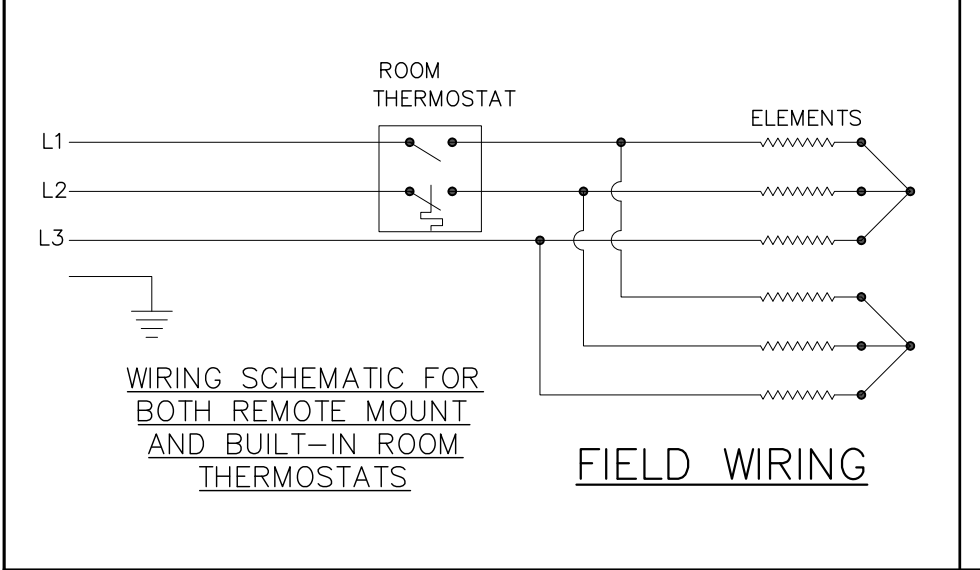 ROOM
THERMOSTAT
ELEMENTS
L1
L2
L3
WIRING SCHEMATIC FOR
BOTH REMOTE MOUNT
AND BUILT-IN ROOM
THERMOSTATS
FIELD WIRING